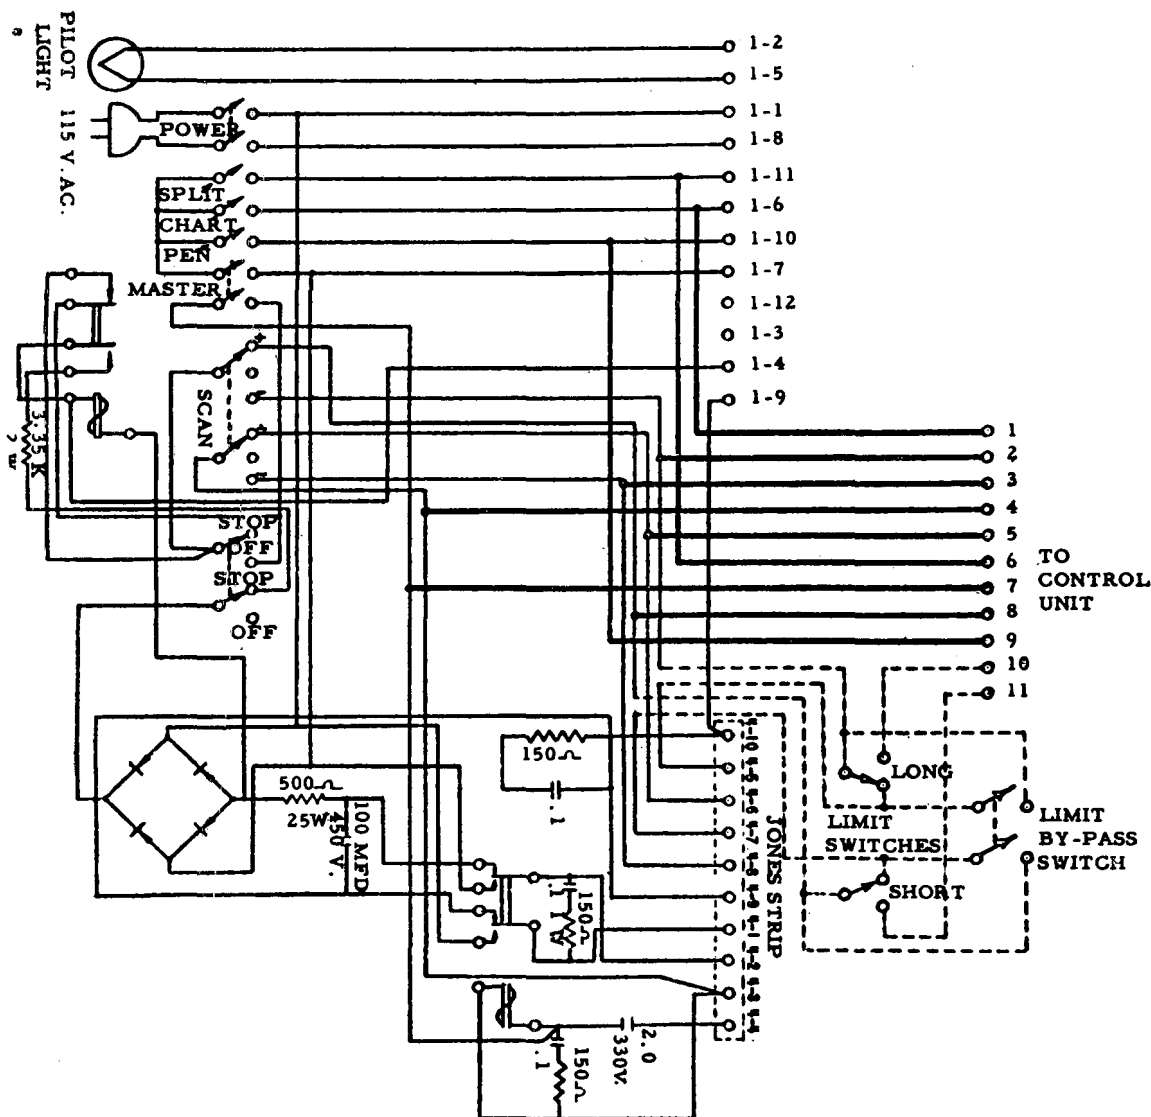 PILOT
LIGHT
115 V. AC.
POWER
SPLIT
CHART
PEN
MASTER
SCAN
3.35 K
STOP
OFF
STOP
OFF
1-2
1-5
1-1
1-8
1-11
1-6
1-10
1-7
1-12
1-3
1-4
1-9
1
2
3
4
5
6
7
8
9
10
11
TO
CONTROL
UNIT
500Ω
25W
100 MFD
450 V.
150Ω
.1
.1
150Ω
1 W
.1
150Ω
2.0
330V.
JONES STRIP
LONG
LIMIT
SWITCHES
SHORT
LIMIT
BY-PASS
SWITCH